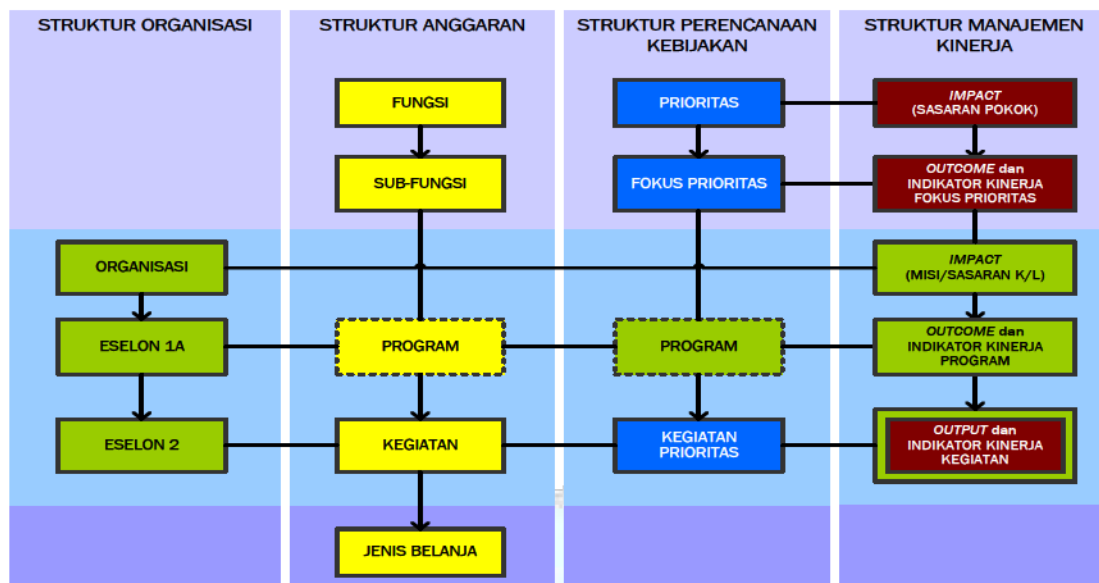 STRUKTUR ORGANISASI
STRUKTUR ANGGARAN
STRUKTUR PERENCANAAN
KEBIJAKAN
STRUKTUR MANAJEMEN
KINERJA
FUNGSI
PRIORITAS
IMPACT
(SASARAN POKOK)
SUB-FUNGSI
FOKUS PRIORITAS
OUTCOME dan
INDIKATOR KINERJA
FOKUS PRIORITAS
ORGANISASI
IMPACT
(MISI/SASARAN K/L)
ESELON 1A
PROGRAM
PROGRAM
OUTCOME dan
INDIKATOR KINERJA
PROGRAM
ESELON 2
KEGIATAN
KEGIATAN
PRIORITAS
OUTPUT dan
INDIKATOR KINERJA
KEGIATAN
JENIS BELANJA